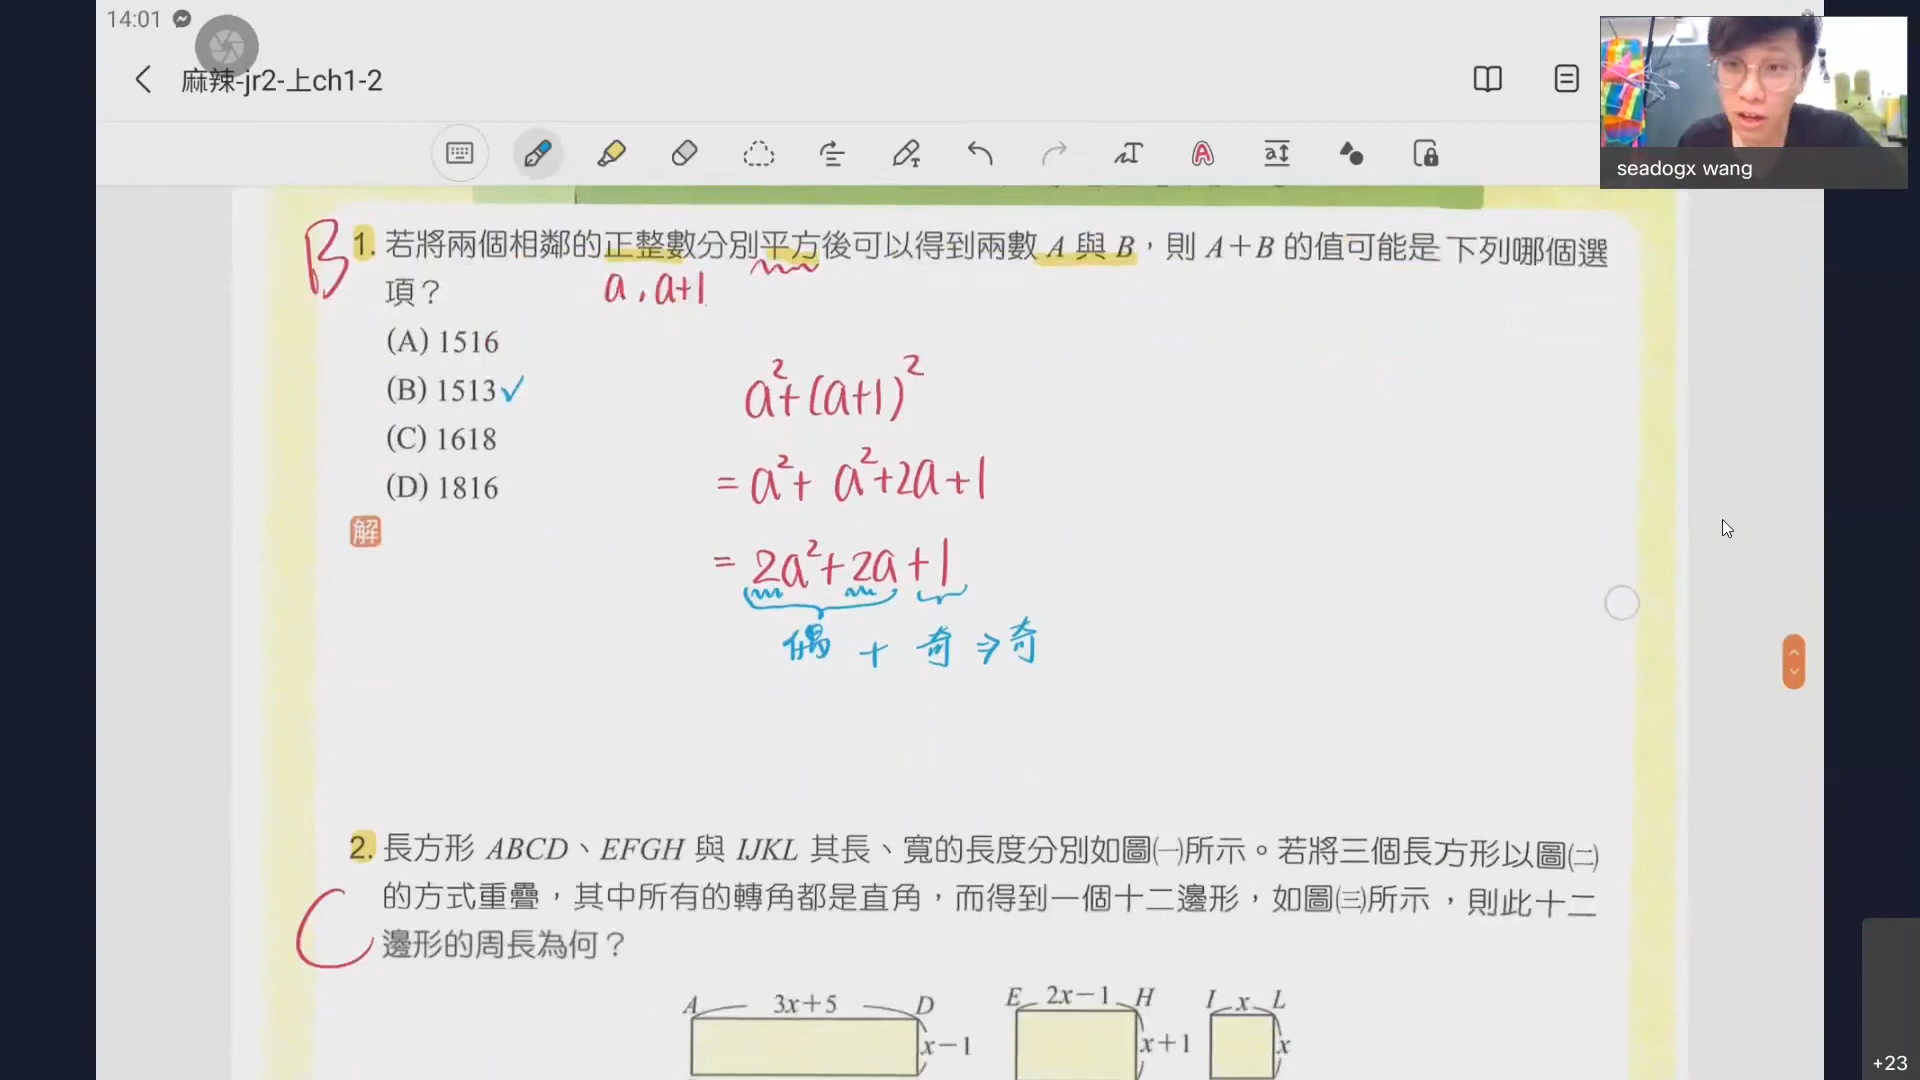 14:01
麻辣-jr2-上ch1-2
seadogx wang
B 1. 若將兩個相鄰的正整數分別平方後可以得到兩數 A 與 B，則 A＋B 的值可能是下列哪個選
項？
a , a+1
(A) 1516
(B) 1513✓
(C) 1618
(D) 1816
解
a²+(a+1)²
= a²+ a²+2a+1
= 2a²+2a+1
偶 + 奇 ⇒ 奇
2. 長方形 ABCD、EFGH 與 IJKL 其長、寬的長度分別如圖㈠所示。若將三個長方形以圖㈡
C 的方式重疊，其中所有的轉角都是直角，而得到一個十二邊形，如圖㈢所示，則此十二
邊形的周長為何？
A 3x＋5 D E 2x－1 H I x L
x－1 x＋1 x
+23